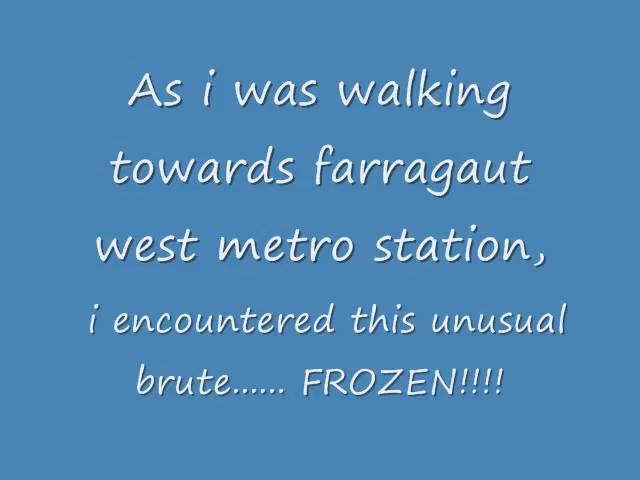 As i was walking
towards farragaut
west metro station,
i encountered this unusual
brute...... FROZEN!!!!